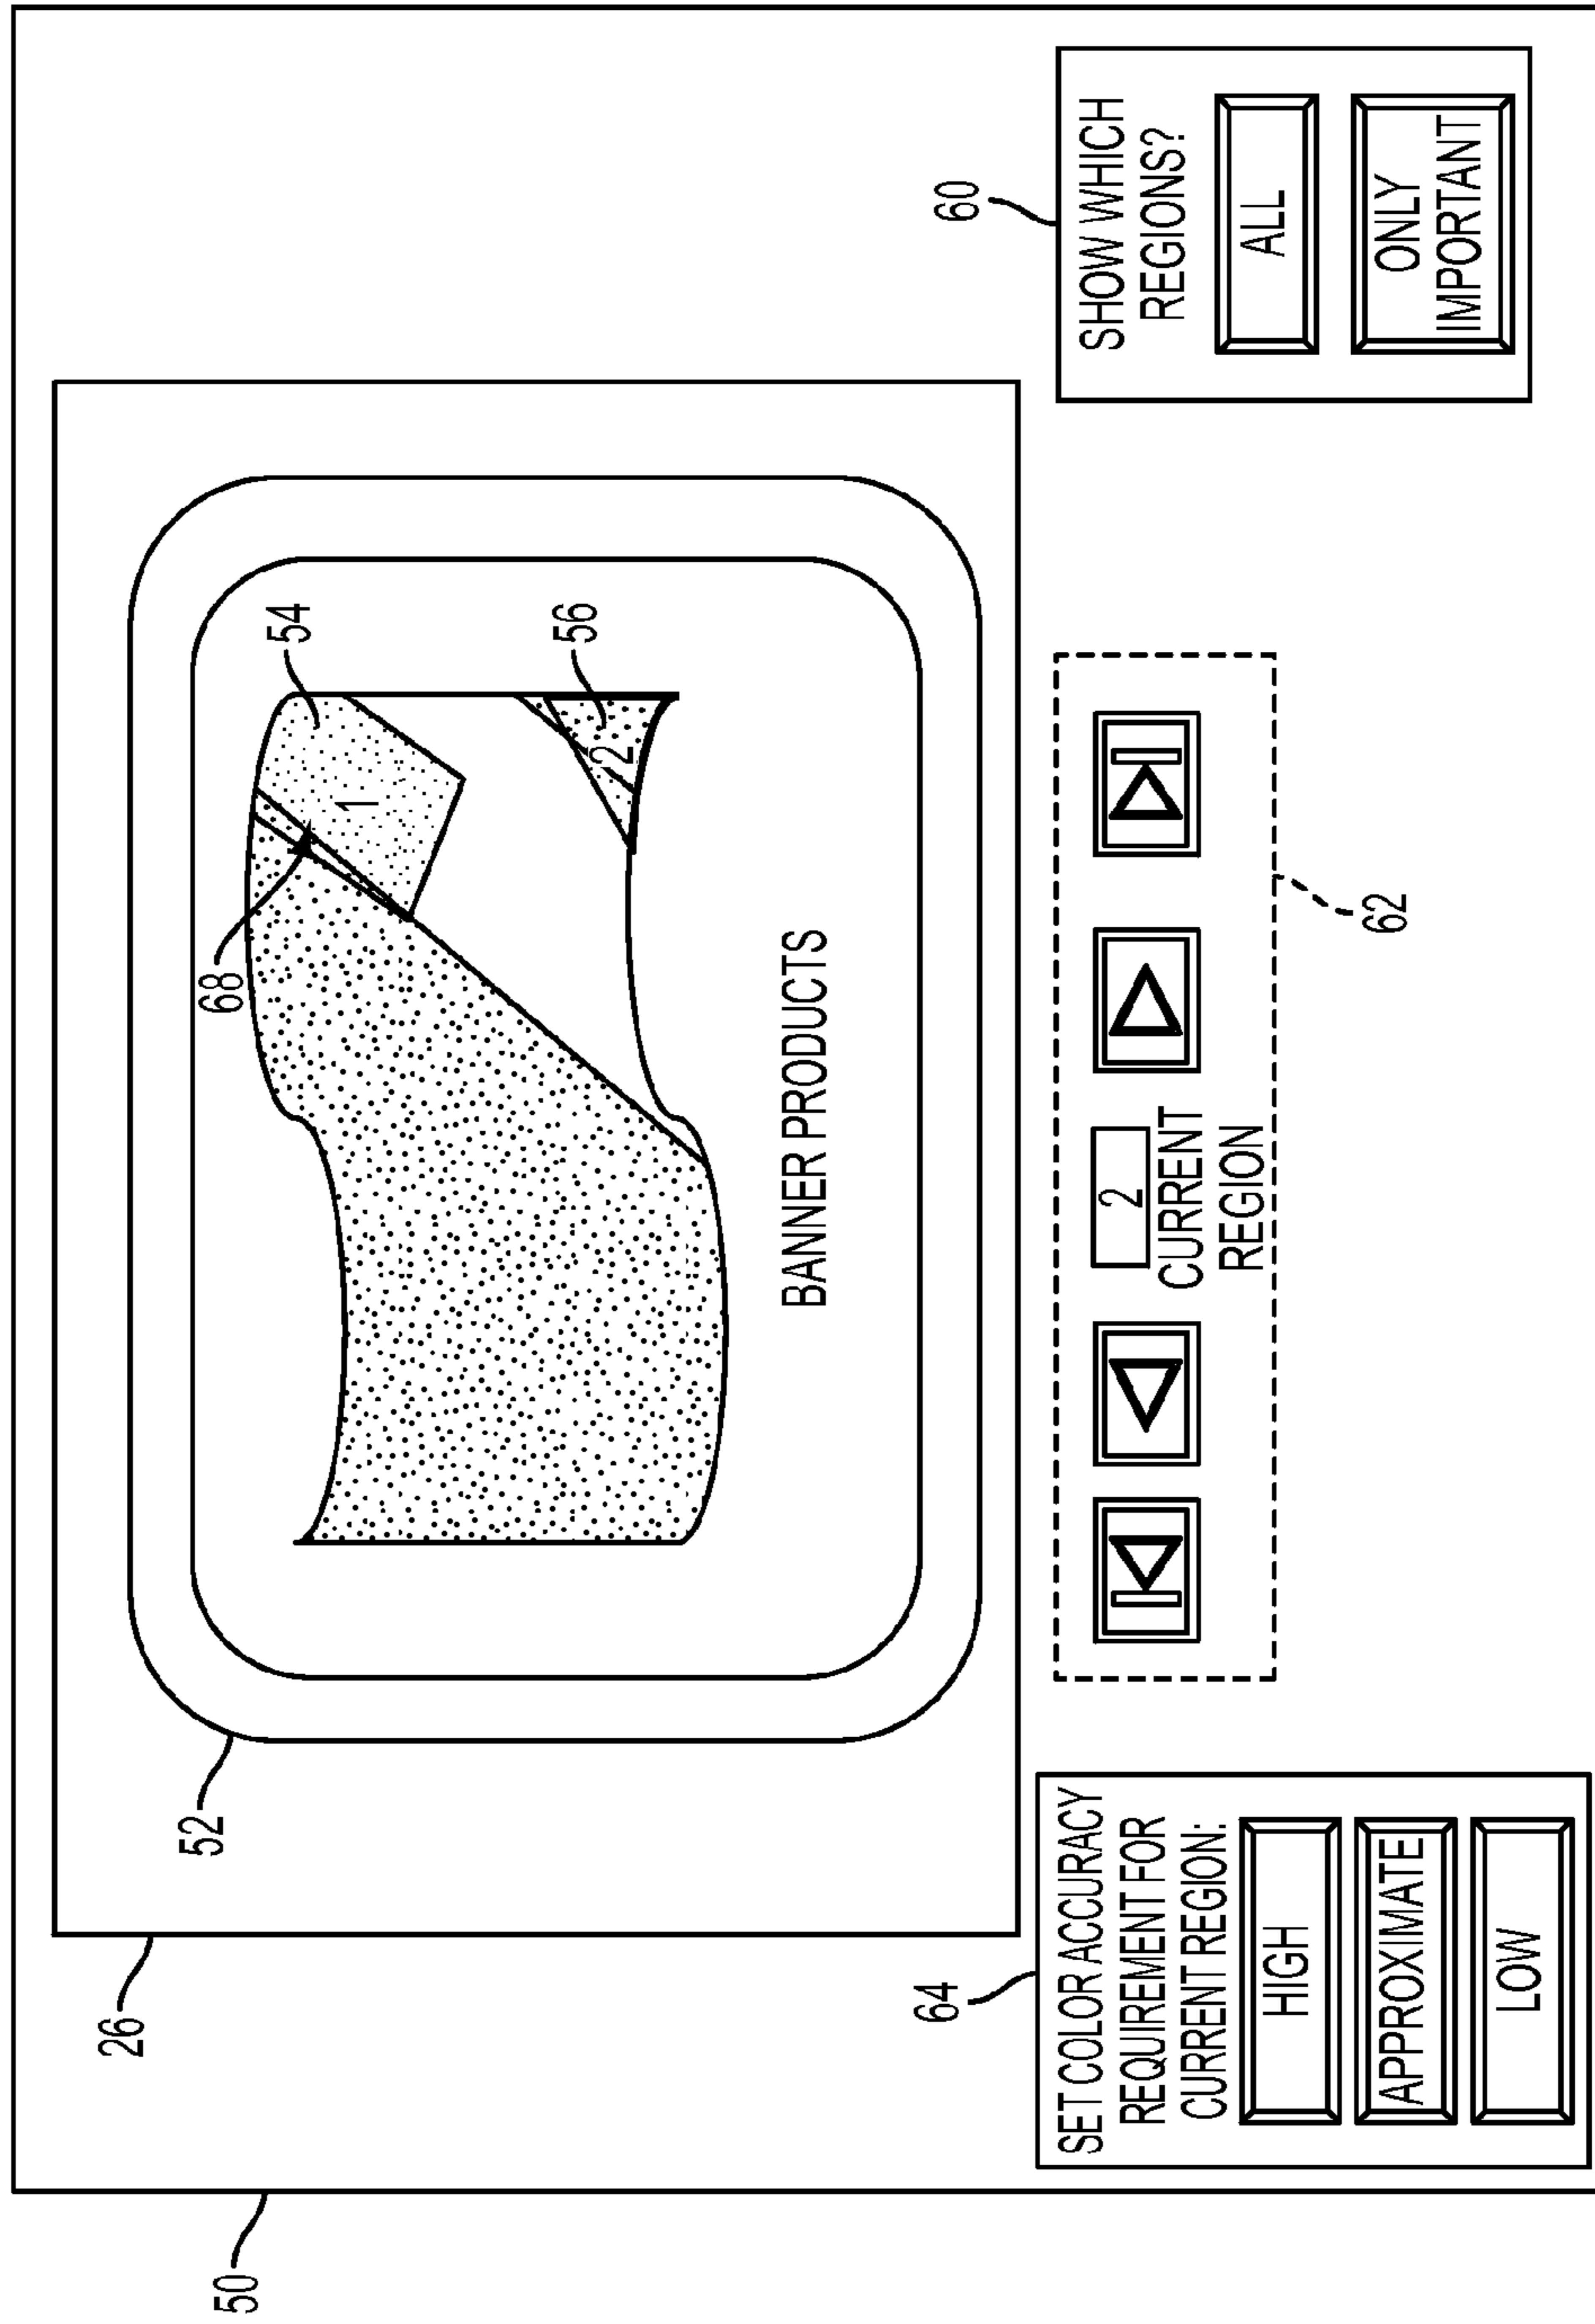 50
26
52
68
54
1
56
2
BANNER PRODUCTS
64
SET COLOR ACCURACY
REQUIREMENT FOR
CURRENT REGION:
HIGH
APPROXIMATE
LOW
2
CURRENT
REGION
62
60
SHOW WHICH
REGIONS?
ALL
ONLY
IMPORTANT